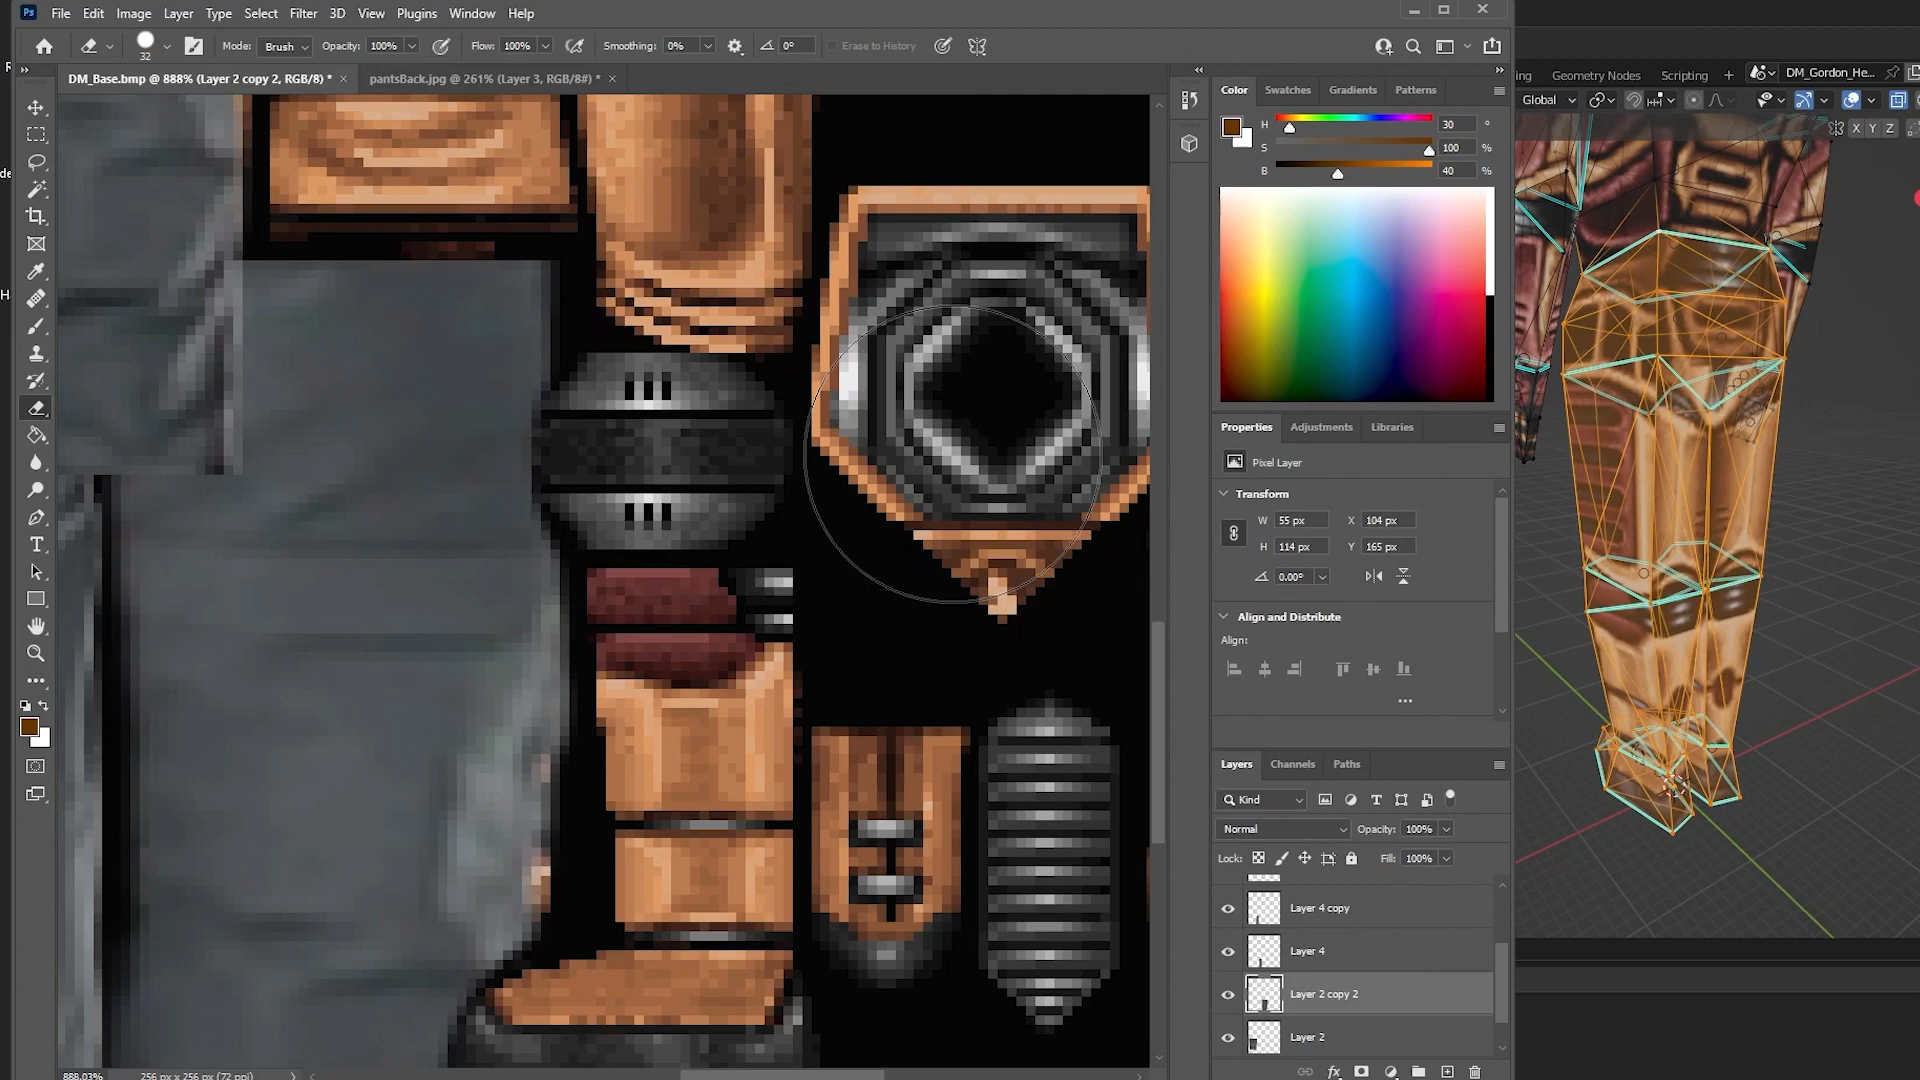 Ps File Edit Image Layer Type Select Filter 3D View Plugins Window Help
32 Mode: Brush Opacity: 100% Flow: 100% Smoothing: 0% 0° Erase to History
DM_Base.bmp @ 888% (Layer 2 copy 2, RGB/8) *
pantsBack.jpg @ 261% (Layer 3, RGB/8#) *
Color Swatches Gradients Patterns
H 30 °
S 100 %
B 40 %
Properties Adjustments Libraries
Pixel Layer
Transform
W 55 px X 104 px
H 114 px Y 165 px
0.00°
Align and Distribute
Align:
Layers Channels Paths
Kind
Normal Opacity: 100%
Lock: Fill: 100%
Layer 4 copy
Layer 4
Layer 2 copy 2
Layer 2
fx
888.03% 256 px x 256 px (72 ppi)
Geometry Nodes Scripting + DM_Gordon_He...
Global
X Y Z